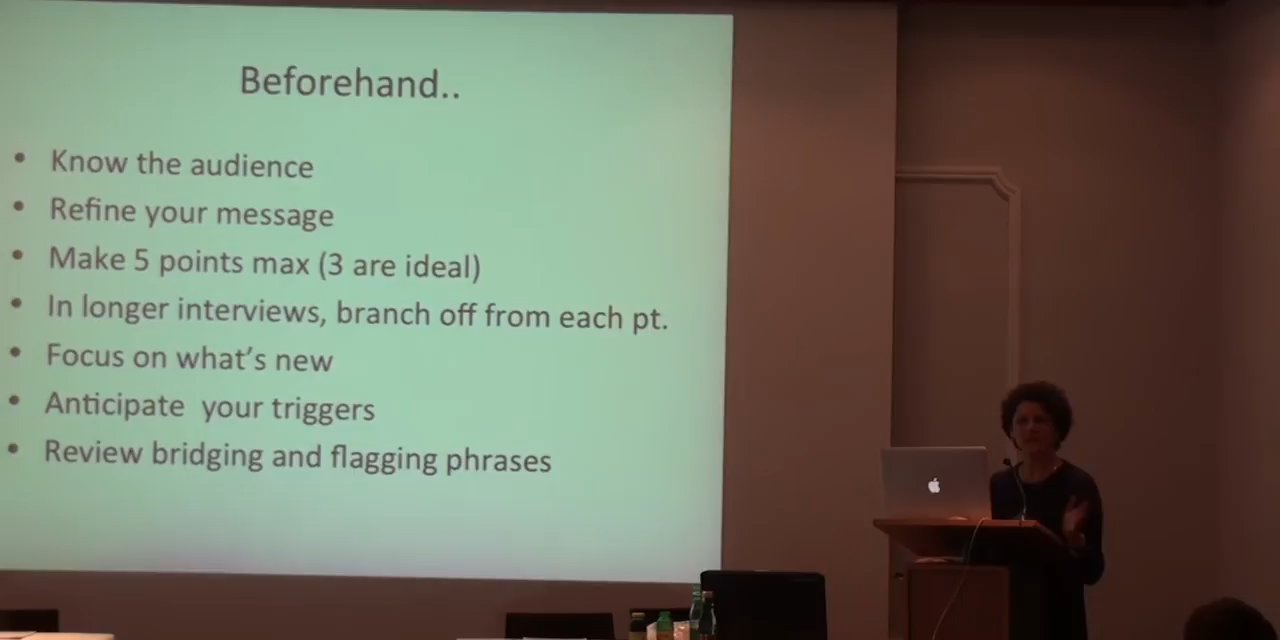 Beforehand..
• Know the audience
• Refine your message
• Make 5 points max (3 are ideal)
• In longer interviews, branch off from each pt.
• Focus on what's new
• Anticipate  your triggers
• Review bridging and flagging phrases